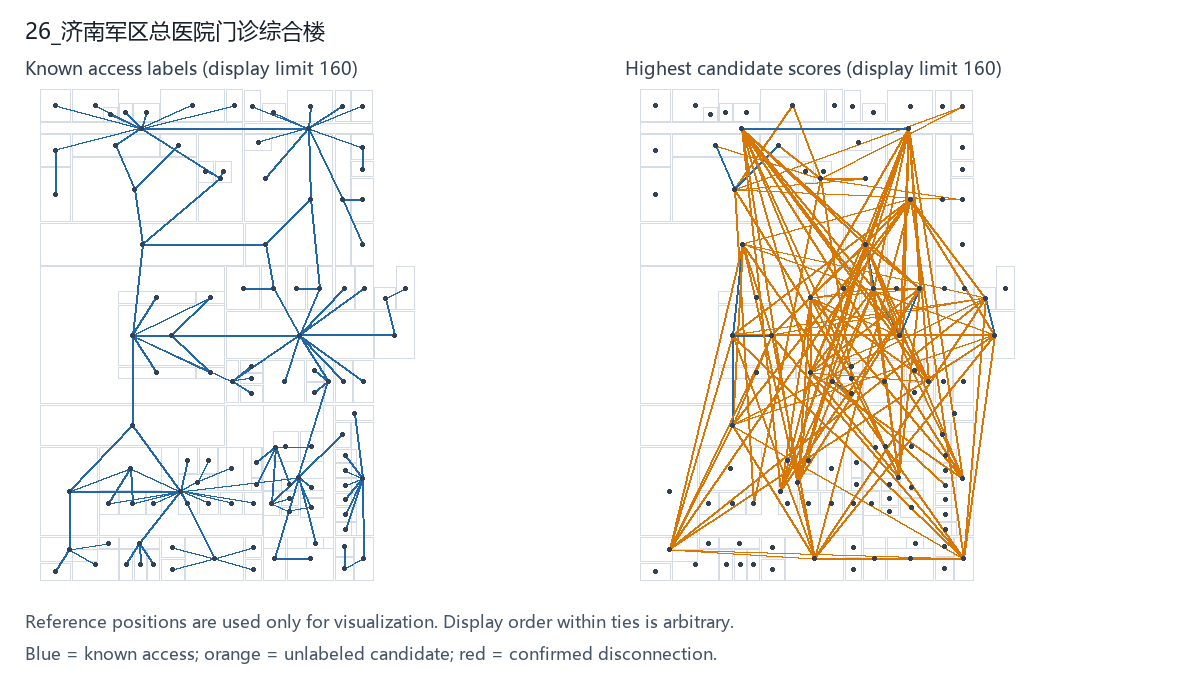 26_济南军区总医院门诊综合楼
Known access labels (display limit 160)
Highest candidate scores (display limit 160)
Reference positions are used only for visualization. Display order within ties is arbitrary.
Blue = known access; orange = unlabeled candidate; red = confirmed disconnection.